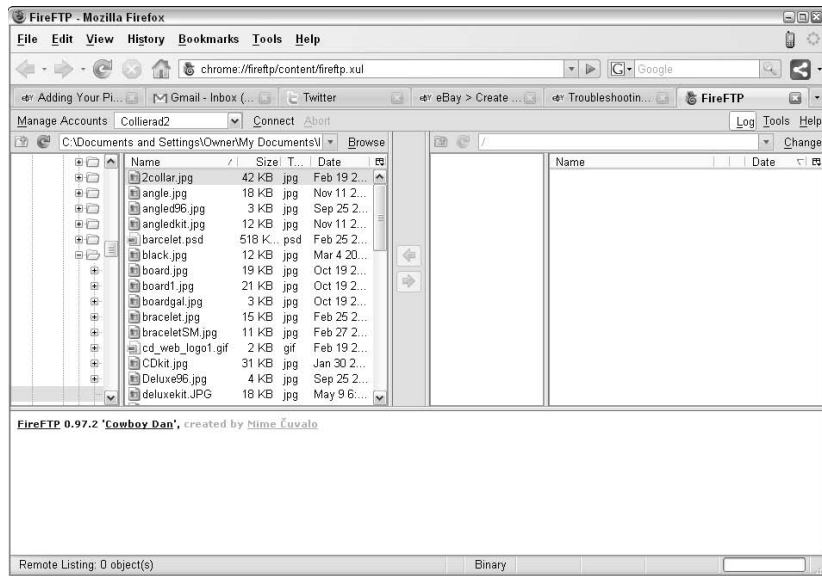 FireFTP - Mozilla Firefox
File Edit View History Bookmarks Tools Help
chrome://fireftp/content/fireftp.xul
Google
Adding Your Pi...
Gmail - Inbox (...
Twitter
eBay > Create ...
Troubleshootin...
FireFTP
Manage Accounts Collierad2 Connect Abort
Log Tools Help
C:\Documents and Settings\Owner\My Documents\I Browse
/ Change
Name Size T... Date
2collar.jpg 42 KB jpg Feb 19 2...
angle.jpg 18 KB jpg Nov 11 2...
angled96.jpg 3 KB jpg Sep 25 2...
angledkit.jpg 12 KB jpg Nov 11 2...
barcelet.psd 518 K... psd Feb 25 2...
black.jpg 12 KB jpg Mar 4 20...
board.jpg 19 KB jpg Oct 19 2...
board1.jpg 21 KB jpg Oct 19 2...
boardgal.jpg 3 KB jpg Oct 19 2...
bracelet.jpg 15 KB jpg Feb 25 2...
braceletSM.jpg 11 KB jpg Feb 27 2...
cd_web_logo1.gif 2 KB gif Feb 19 2...
CDkit.jpg 31 KB jpg Jan 30 2...
Deluxe96.jpg 4 KB jpg Sep 25 2...
deluxekit.JPG 18 KB jpg May 9 6:...
Name Date
FireFTP 0.97.2 'Cowboy Dan', created by Mime Čuvalo
Remote Listing: 0 object(s) Binary